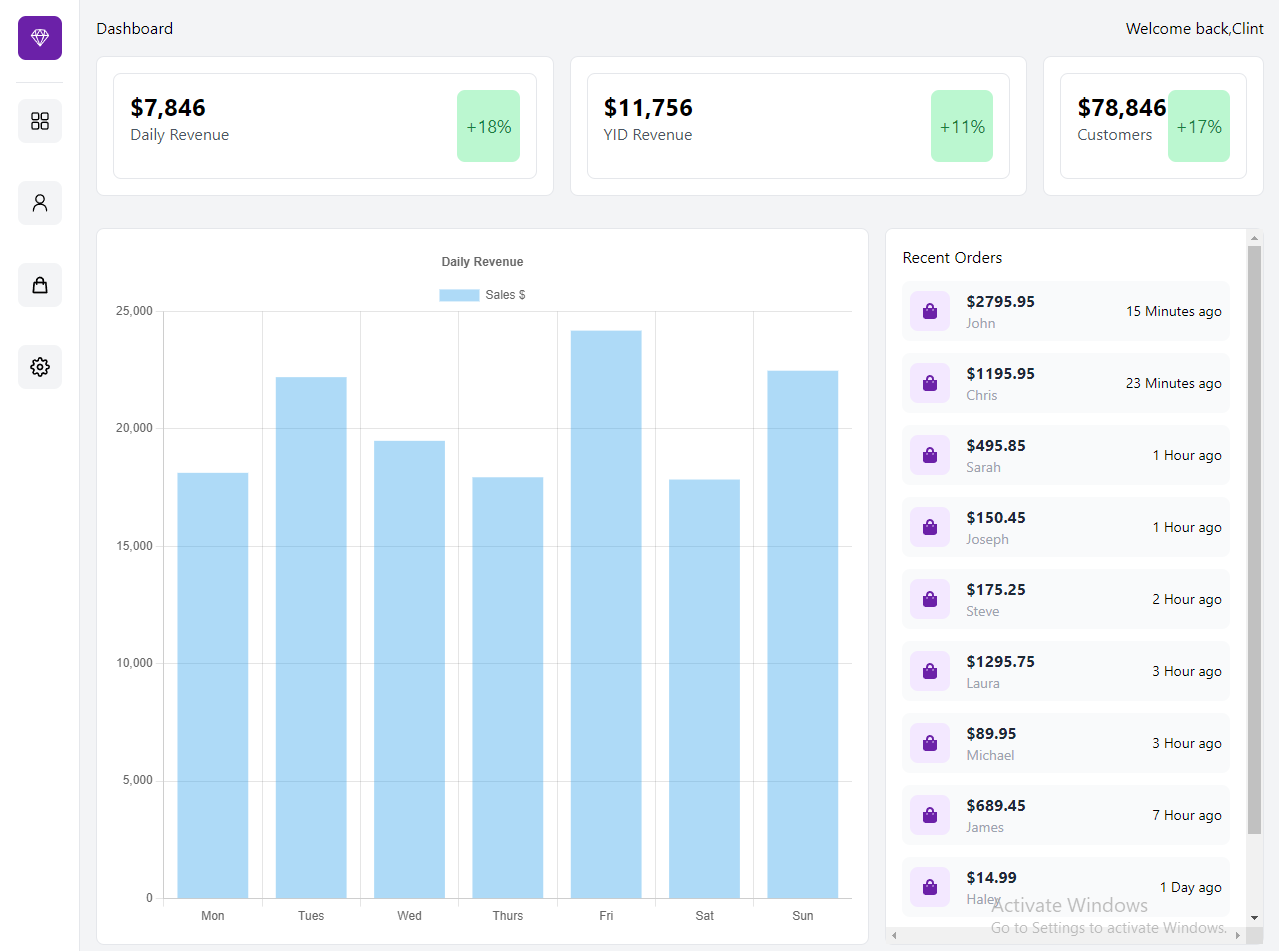 Dashboard
Welcome back,Clint
$7,846
Daily Revenue
+18%
$11,756
YID Revenue
+11%
$78,846
Customers
+17%
Daily Revenue
Sales $
25,000
20,000
15,000
10,000
5,000
0
Mon Tues Wed Thurs Fri Sat Sun
Recent Orders
$2795.95
John
15 Minutes ago
$1195.95
Chris
23 Minutes ago
$495.85
Sarah
1 Hour ago
$150.45
Joseph
1 Hour ago
$175.25
Steve
2 Hour ago
$1295.75
Laura
3 Hour ago
$89.95
Michael
3 Hour ago
$689.45
James
7 Hour ago
$14.99
Haley
1 Day ago
Activate Windows
Go to Settings to activate Windows.